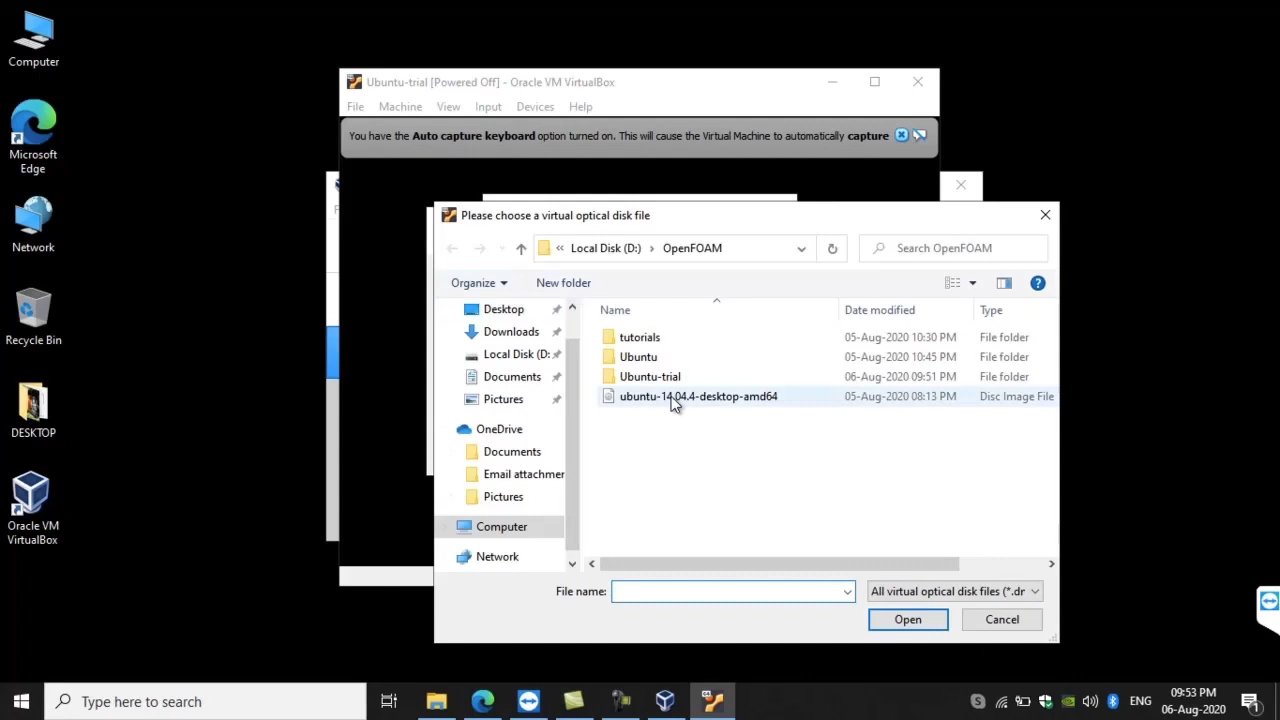 Computer
Microsoft
Edge
Network
Recycle Bin
DESKTOP
Oracle VM
VirtualBox
Ubuntu-trial [Powered Off] - Oracle VM VirtualBox
File Machine View Input Devices Help
You have the Auto capture keyboard option turned on. This will cause the Virtual Machine to automatically capture
Please choose a virtual optical disk file
« Local Disk (D:) › OpenFOAM
Search OpenFOAM
Organize New folder
Desktop
Downloads
Local Disk (D:
Documents
Pictures
OneDrive
Documents
Email attachmer
Pictures
Computer
Network
Name Date modified Type
tutorials 05-Aug-2020 10:30 PM File folder
Ubuntu 05-Aug-2020 10:45 PM File folder
Ubuntu-trial 06-Aug-2020 09:51 PM File folder
ubuntu-14.04.4-desktop-amd64 05-Aug-2020 08:13 PM Disc Image File
File name: All virtual optical disk files (*.dr
Open Cancel
Type here to search
ENG
09:53 PM
06-Aug-2020
1